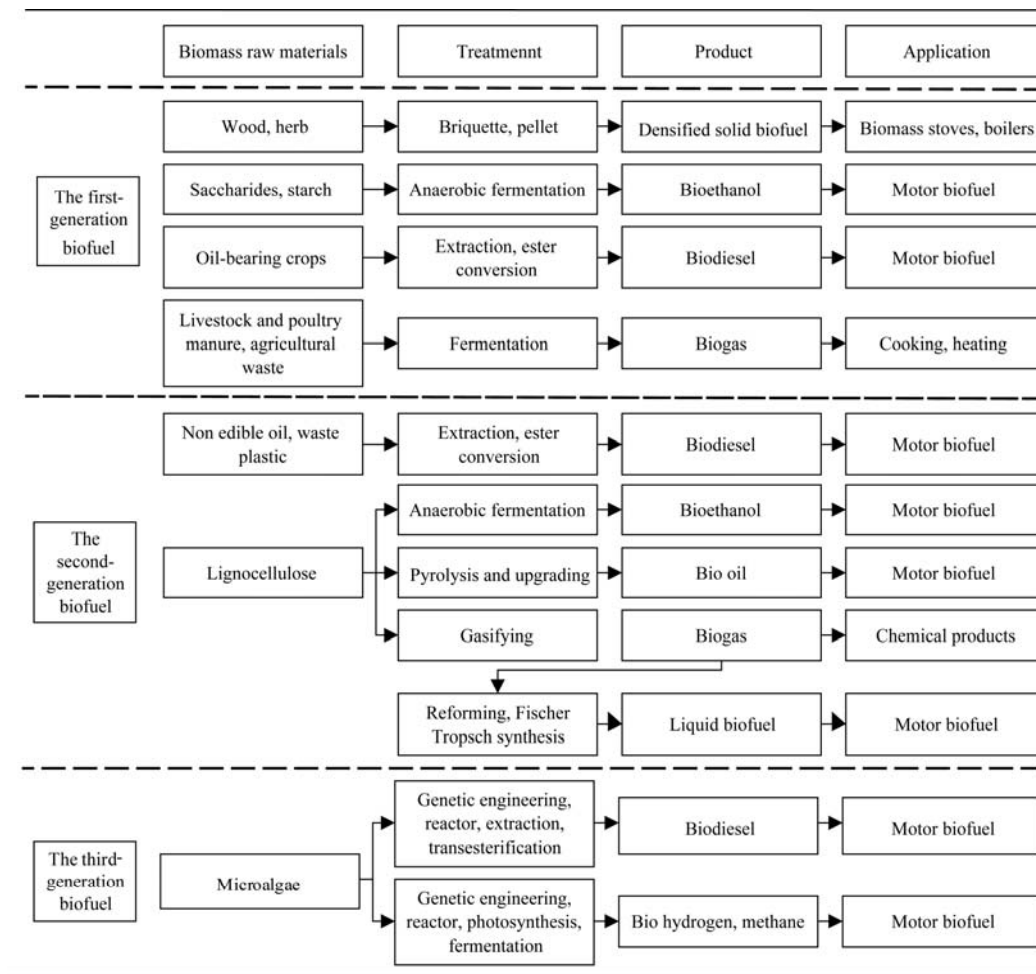 Biomass raw materials
Treatmennt
Product
Application
The first-
generation
biofuel
Wood, herb
Briquette, pellet
Densified solid biofuel
Biomass stoves, boilers
Saccharides, starch
Anaerobic fermentation
Bioethanol
Motor biofuel
Oil-bearing crops
Extraction, ester
conversion
Biodiesel
Motor biofuel
Livestock and poultry
manure, agricultural
waste
Fermentation
Biogas
Cooking, heating
The
second-
generation
biofuel
Non edible oil, waste
plastic
Extraction, ester
conversion
Biodiesel
Motor biofuel
Lignocellulose
Anaerobic fermentation
Bioethanol
Motor biofuel
Pyrolysis and upgrading
Bio oil
Motor biofuel
Gasifying
Biogas
Chemical products
Reforming, Fischer
Tropsch synthesis
Liquid biofuel
Motor biofuel
The third-
generation
biofuel
Microalgae
Genetic engineering,
reactor, extraction,
transesterification
Biodiesel
Motor biofuel
Genetic engineering,
reactor, photosynthesis,
fermentation
Bio hydrogen, methane
Motor biofuel